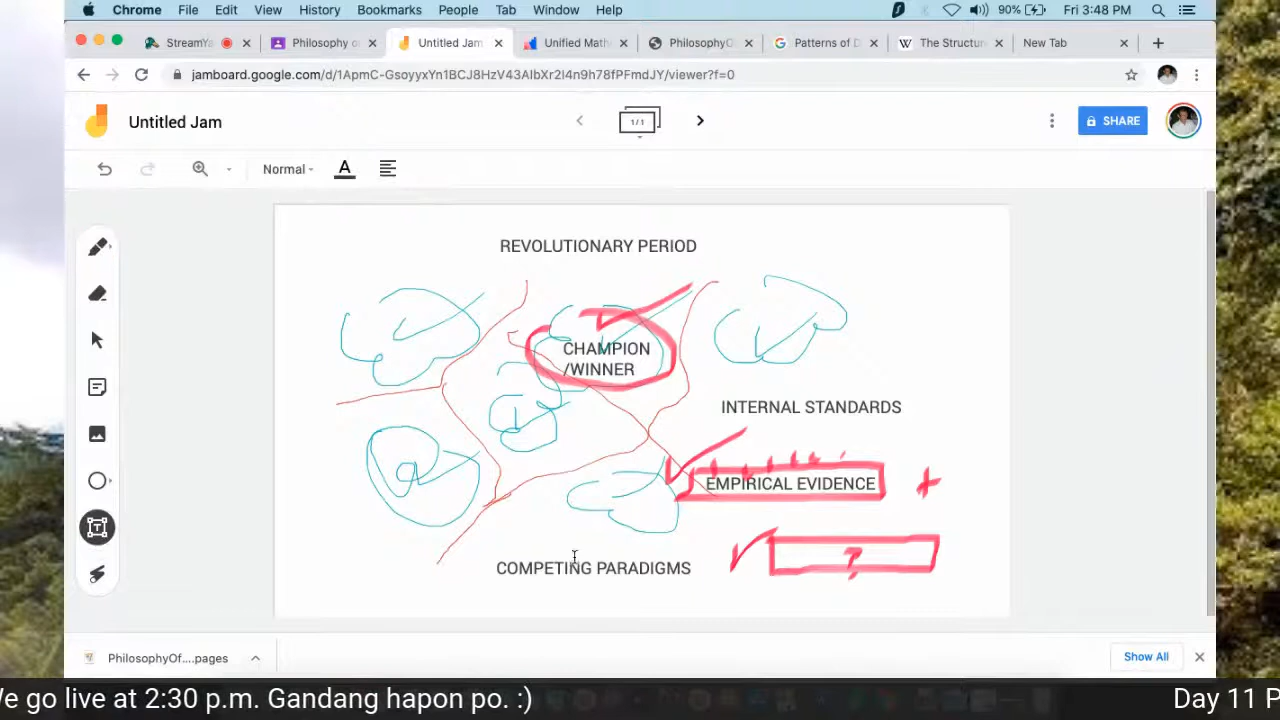 Chrome File Edit View History Bookmarks People Tab Window Help 90% Fri 3:48 PM
StreamYa Philosophy o Untitled Jam Unified Math PhilosophyO Patterns of D The Structur New Tab
jamboard.google.com/d/1ApmC-GsoyyxYn1BCJ8HzV43AlbXr2I4n9h78fPFmdJY/viewer?f=0
Untitled Jam 1/1 SHARE
Normal A
REVOLUTIONARY PERIOD
CHAMPION
/WINNER
INTERNAL STANDARDS
EMPIRICAL EVIDENCE +
?
COMPETING PARADIGMS
PhilosophyOf....pages Show All
We go live at 2:30 p.m. Gandang hapon po. :) Day 11 P